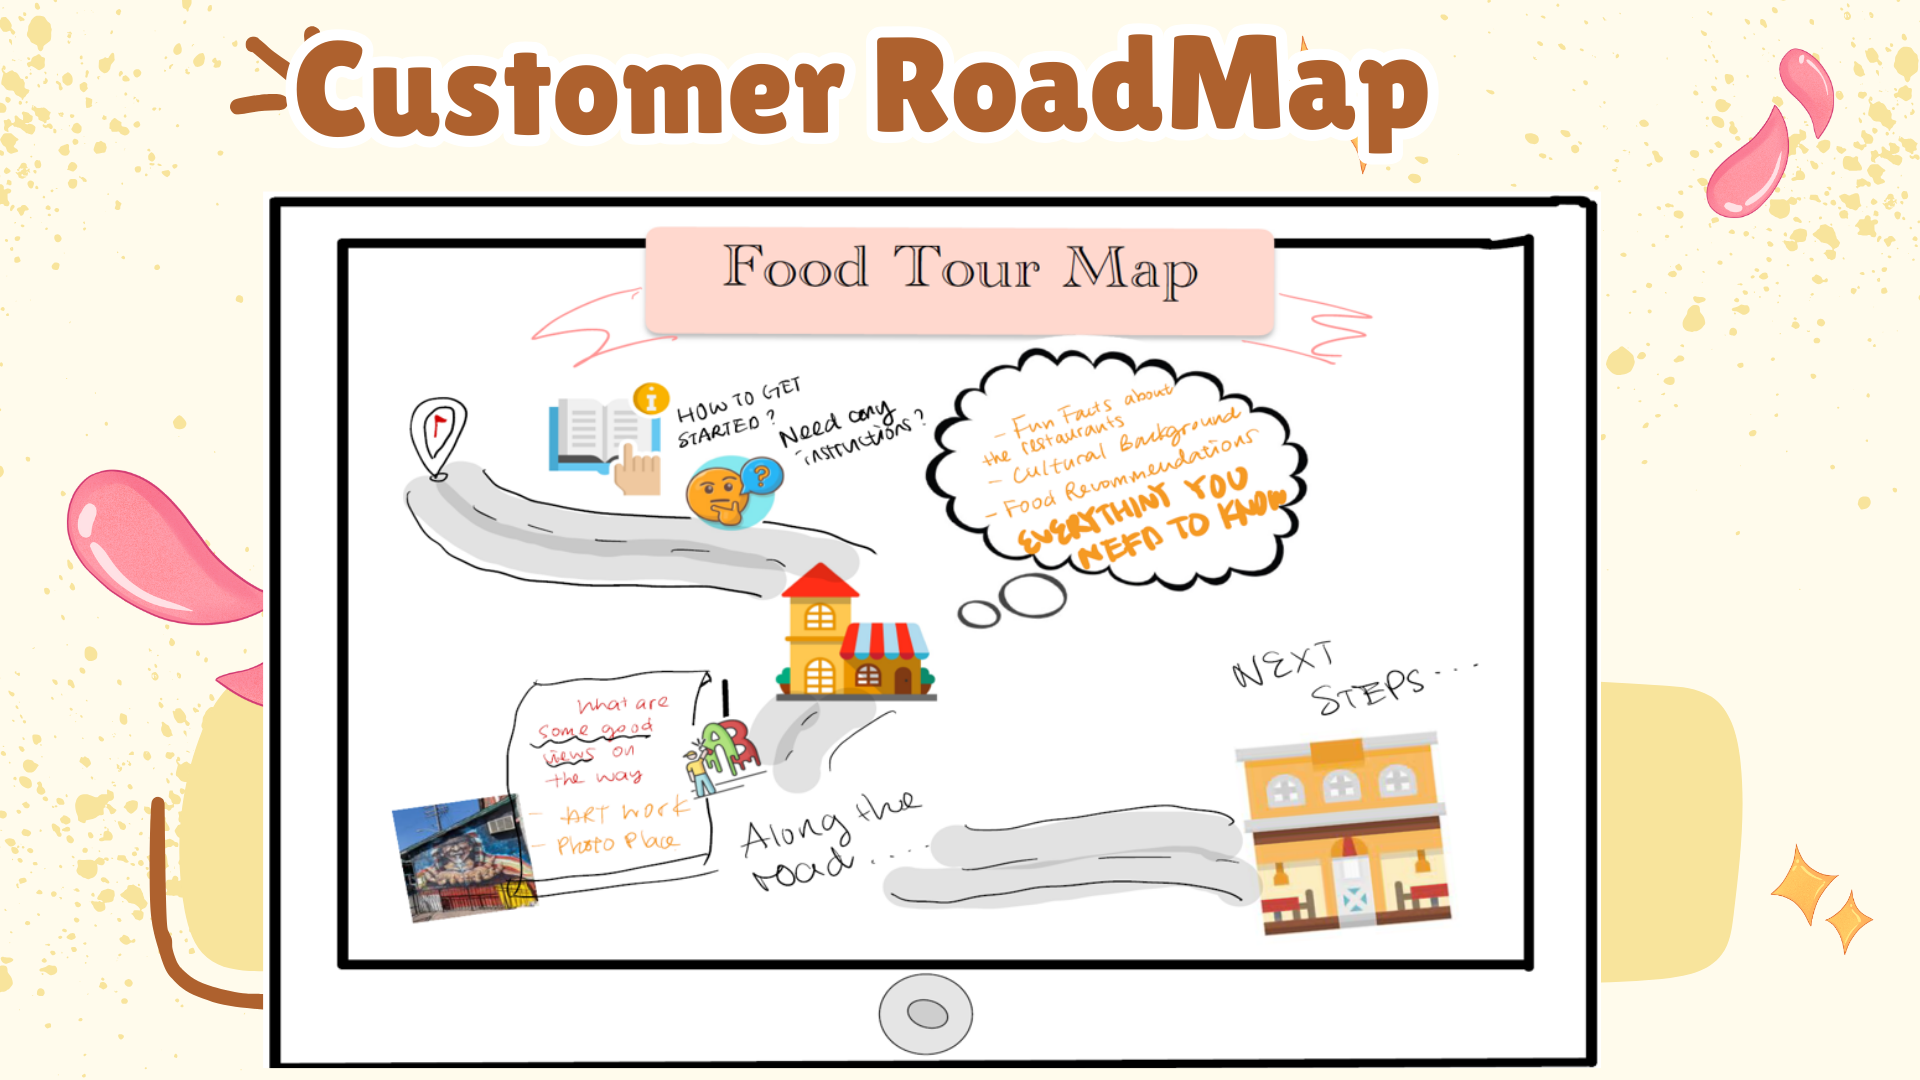 Customer RoadMap
Food Tour Map
HOW TO GET
STARTED?
Need any
instructions?
- Fun Facts about
the restaurants
- Cultural Background
- Food Recommendations
EVERYTHING YOU
NEED TO KNOW
NEXT
STEPS...
What are
some good
views on
the way
- ART work
- Photo Place
Along the
road....